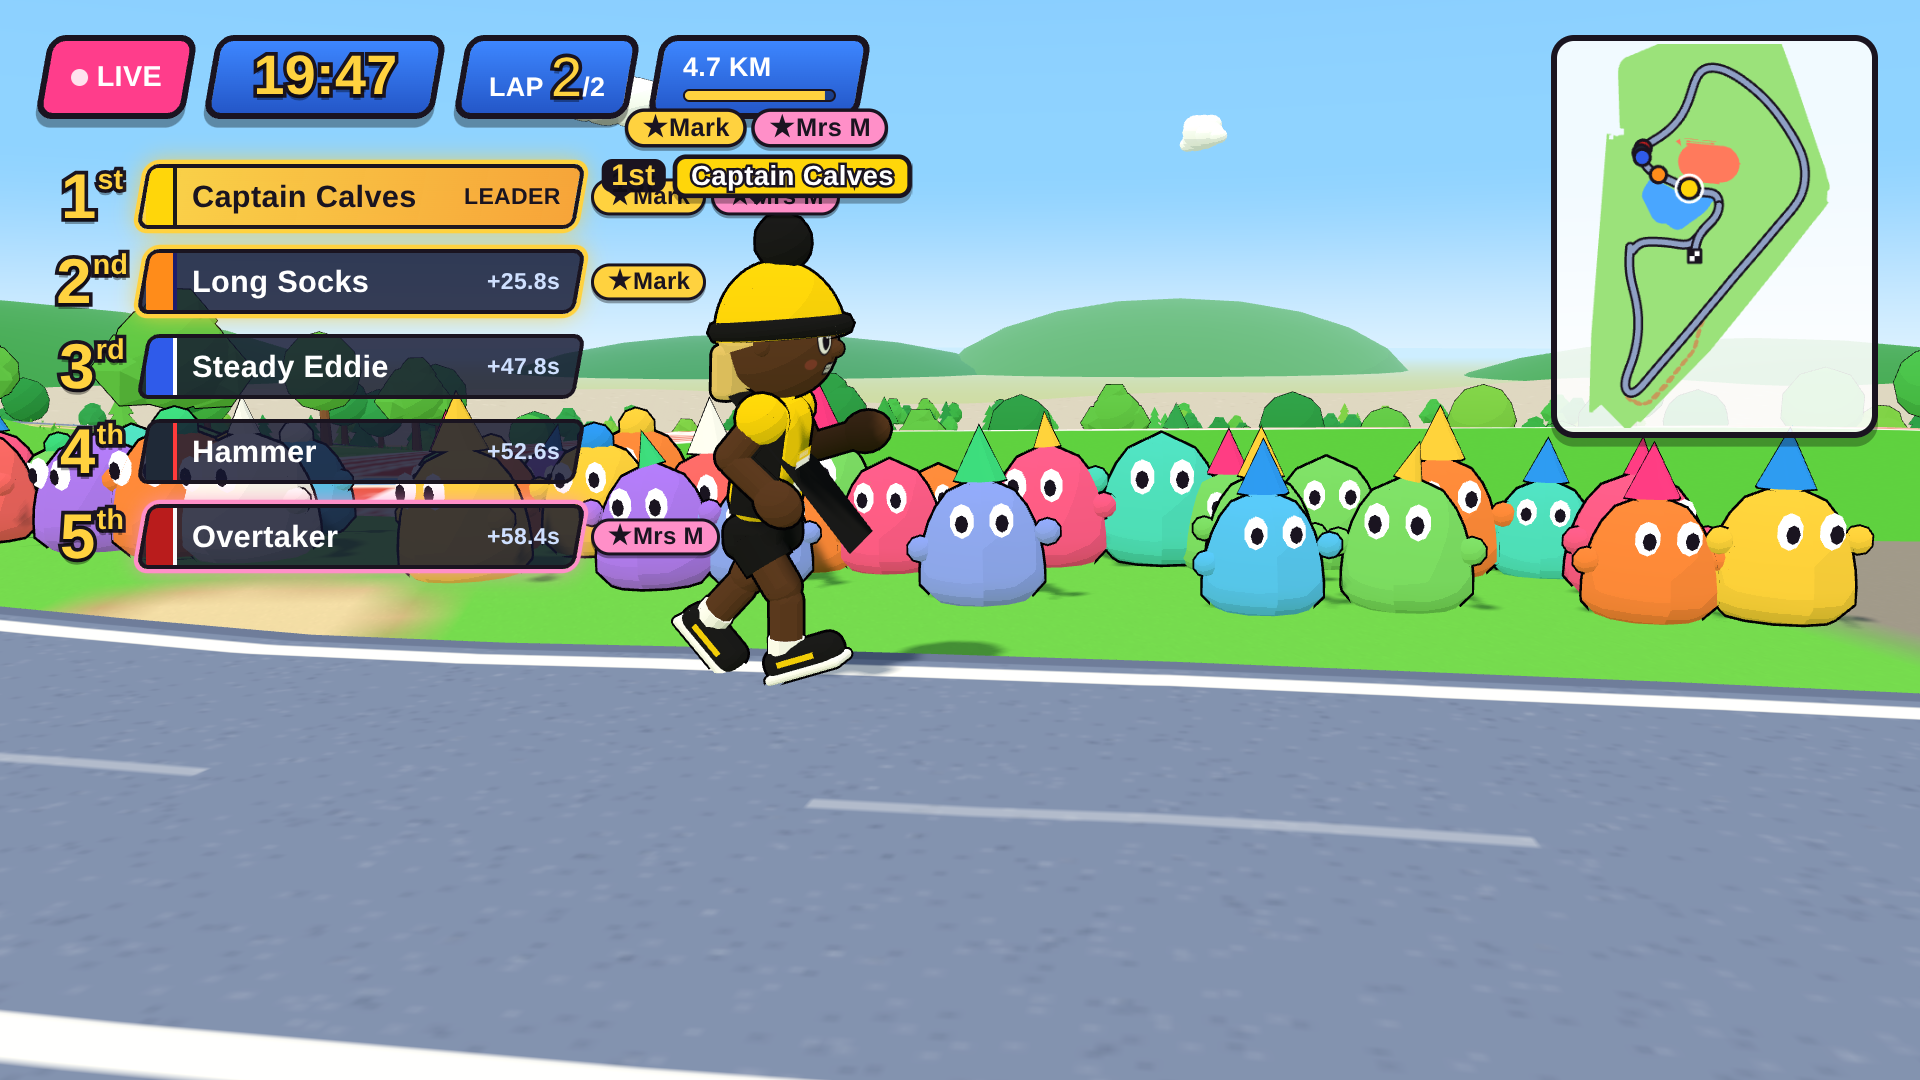 LIVE
19:47
LAP 2/2
4.7 KM
★Mark ★Mrs M
1st Captain Calves
1st Captain Calves LEADER ★Mark ★Mrs M
2nd Long Socks +25.8s ★Mark
3rd Steady Eddie +47.8s
4th Hammer +52.6s
5th Overtaker +58.4s ★Mrs M